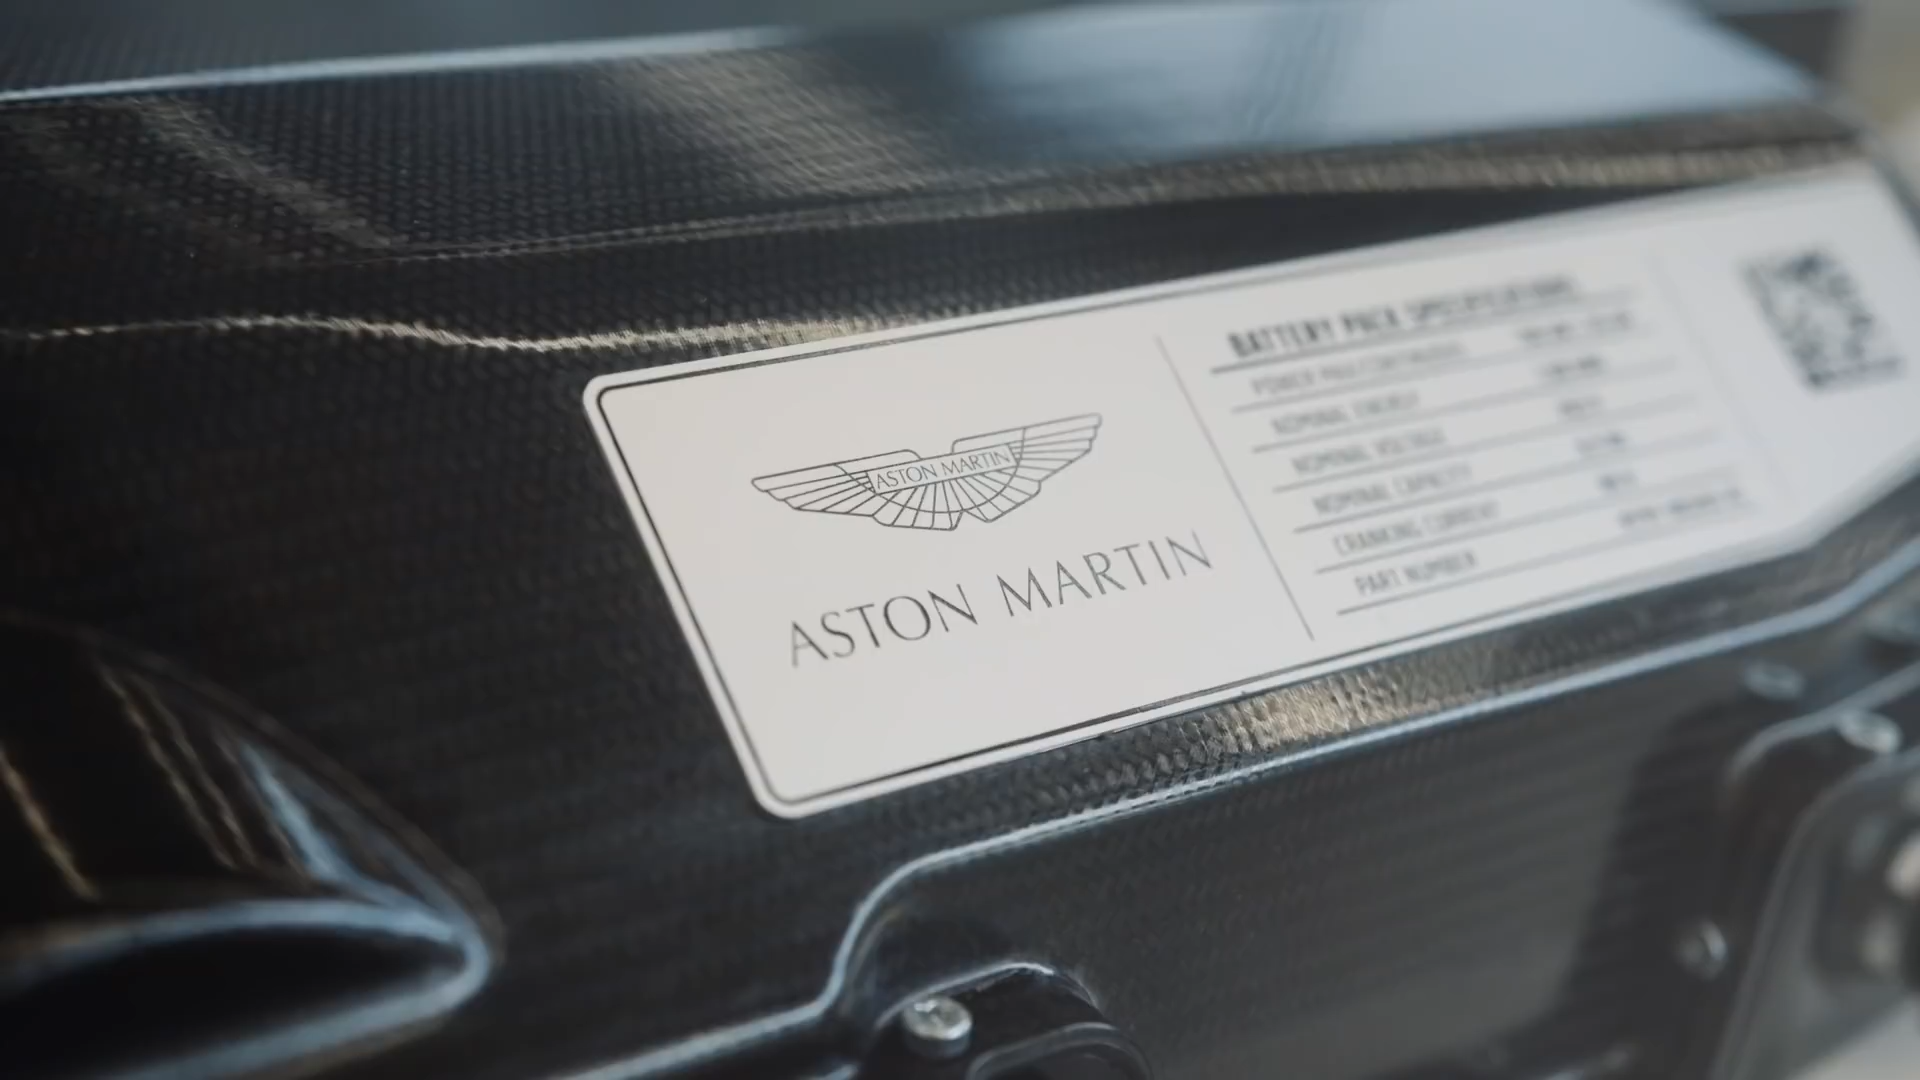 ASTON MARTIN
ASTON MARTIN
BATTERY PACK SPECIFICATIONS
POWER MAX/CONTINUOUS
NOMINAL ENERGY
NOMINAL VOLTAGE
NOMINAL CAPACITY
CRANKING CURRENT
PART NUMBER